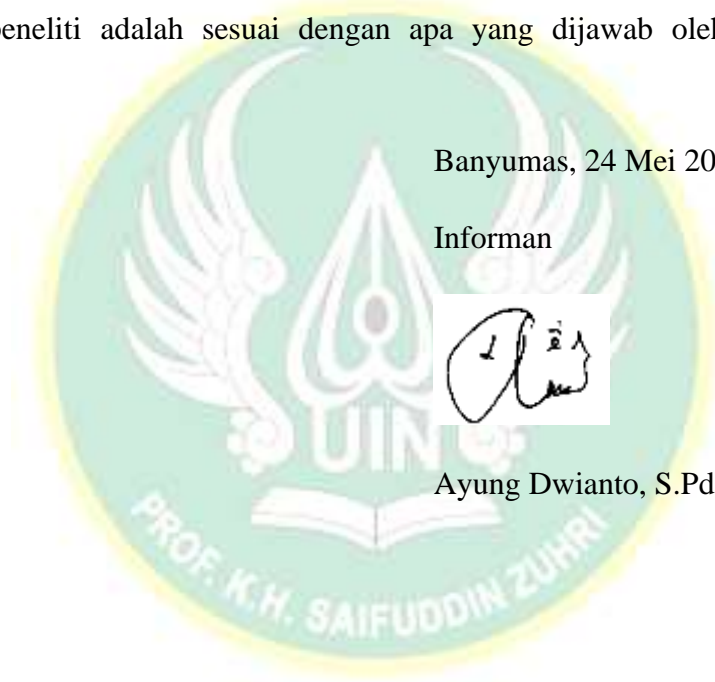 peneliti adalah sesuai dengan apa yang dijawab oleh
Banyumas, 24 Mei 20
Informan
Ayung Dwianto, S.Pd
UIN
PROF. K.H. SAIFUDDIN ZUHRI